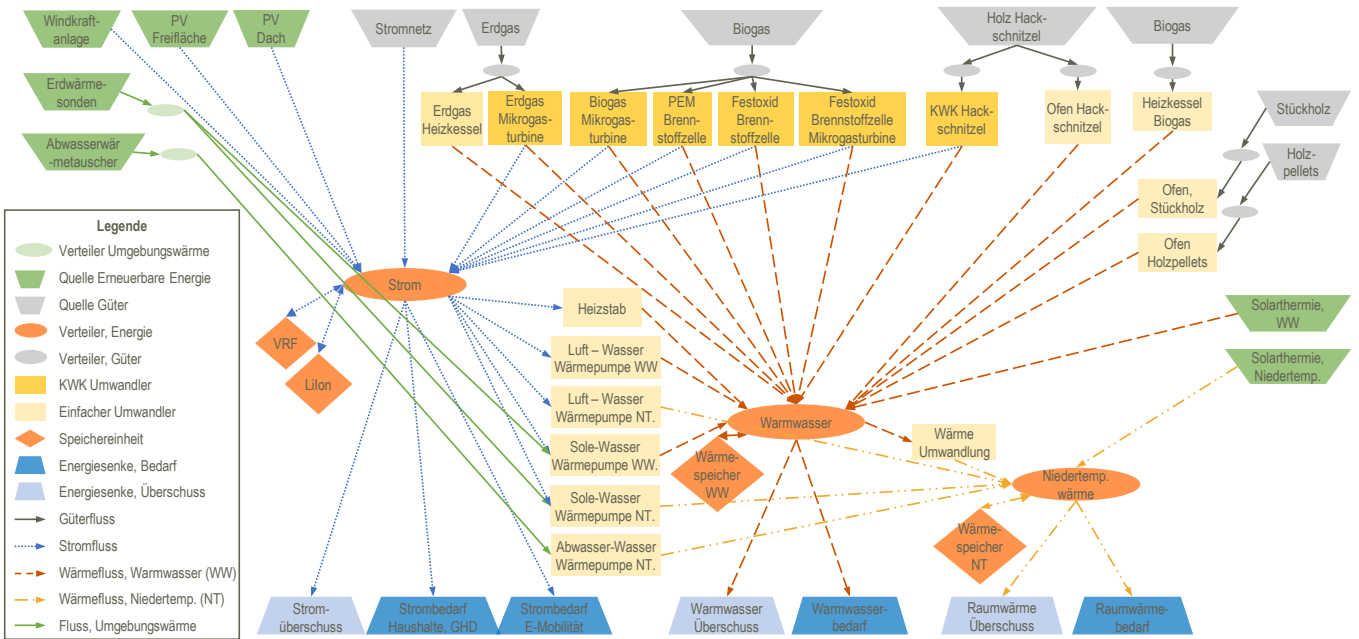 Windkraft-
anlage
PV
Freifläche
PV
Dach
Stromnetz
Erdgas
Biogas
Holz Hack-
schnitzel
Biogas
Erdwärme-
sonden
Abwasserwär
-metauscher
Erdgas
Heizkessel
Erdgas
Mikrogas-
turbine
Biogas
Mikrogas-
turbine
PEM
Brenn-
stoffzelle
Festoxid
Brenn-
stoffzelle
Festoxid
Brennstoffzelle
Mikrogasturbine
KWK Hack-
schnitzel
Ofen Hack-
schnitzel
Heizkessel
Biogas
Stückholz
Holz-
pellets
Ofen,
Stückholz
Ofen
Holzpellets
Legende
Verteiler Umgebungswärme
Quelle Erneuerbare Energie
Quelle Güter
Verteiler, Energie
Verteiler, Güter
KWK Umwandler
Einfacher Umwandler
Speichereinheit
Energiesenke, Bedarf
Energiesenke, Überschuss
Güterfluss
Stromfluss
Wärmefluss, Warmwasser (WW)
Wärmefluss, Niedertemp. (NT)
Fluss, Umgebungswärme
Strom
VRF
LiIon
Heizstab
Luft – Wasser
Wärmepumpe WW
Luft – Wasser
Wärmepumpe NT.
Sole-Wasser
Wärmepumpe WW.
Sole-Wasser
Wärmepumpe NT.
Abwasser-Wasser
Wärmepumpe NT.
Solarthermie,
WW
Solarthermie,
Niedertemp.
Warmwasser
Wärme-
speicher
WW
Wärme
Umwandlung
Niedertemp.
wärme
Wärme-
speicher
NT
Strom-
überschuss
Strombedarf
Haushalte, GHD
Strombedarf
E-Mobilität
Warmwasser
Überschuss
Warmwasser-
bedarf
Raumwärme
Überschuss
Raumwärme-
bedarf